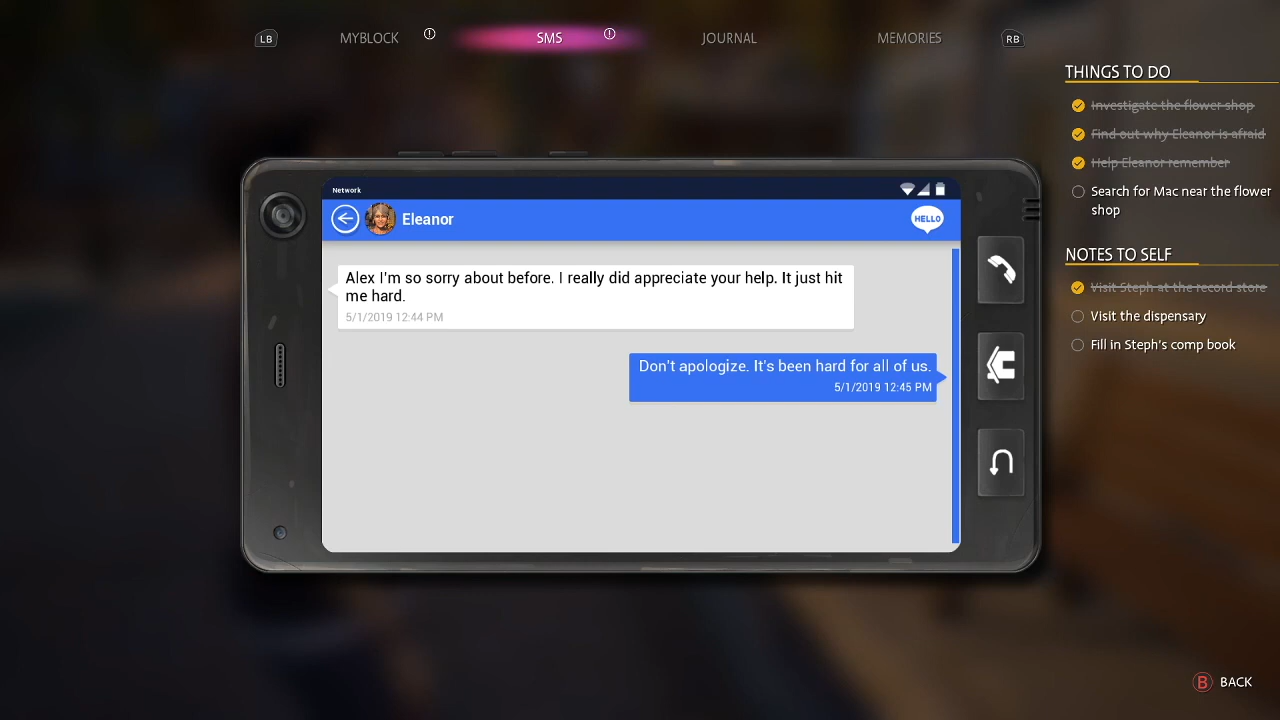 LB
MYBLOCK
SMS
JOURNAL
MEMORIES
RB
THINGS TO DO
Investigate the flower shop
Find out why Eleanor is afraid
Help Eleanor remember
Search for Mac near the flower
shop
NOTES TO SELF
Visit Steph at the record store
Visit the dispensary
Fill in Steph's comp book
Network
Eleanor
HELLO
Alex I'm so sorry about before. I really did appreciate your help. It just hit
me hard.
5/1/2019 12:44 PM
Don't apologize. It's been hard for all of us.
5/1/2019 12:45 PM
B BACK